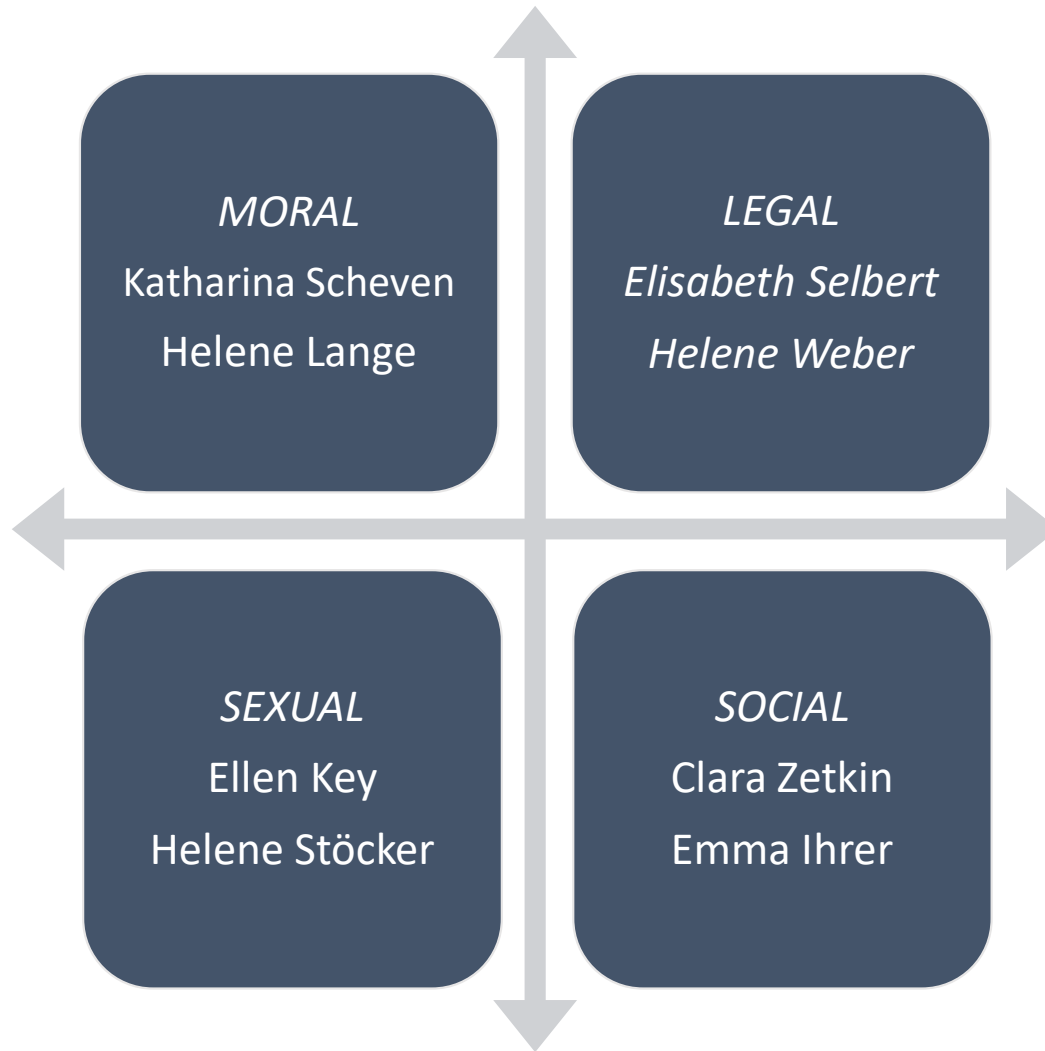 MORAL
Katharina Scheven
Helene Lange
LEGAL
Elisabeth Selbert
Helene Weber
SEXUAL
Ellen Key
Helene Stöcker
SOCIAL
Clara Zetkin
Emma Ihrer